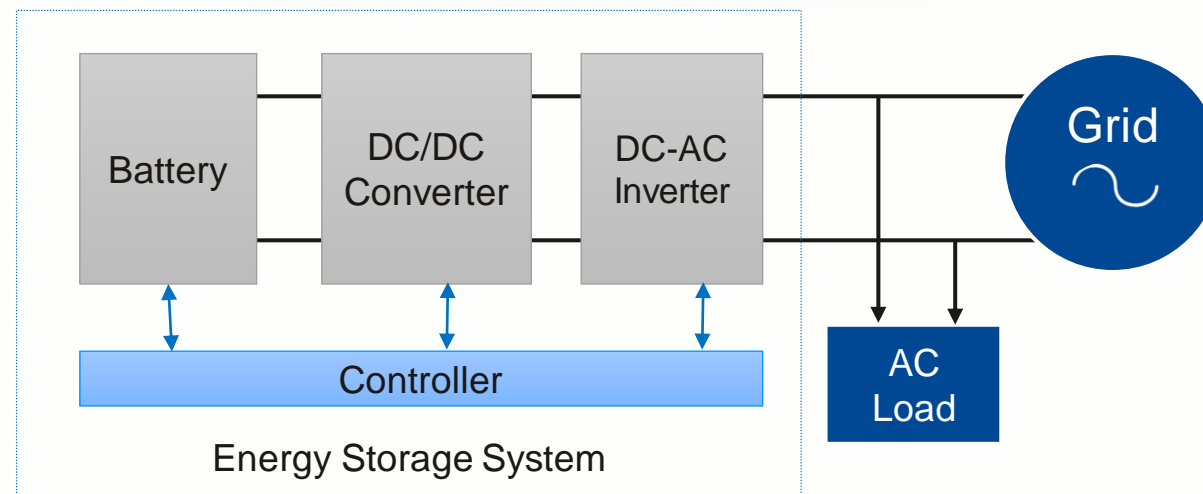 Battery
DC/DC
Converter
DC-AC
Inverter
Grid
Controller
AC
Load
Energy Storage System